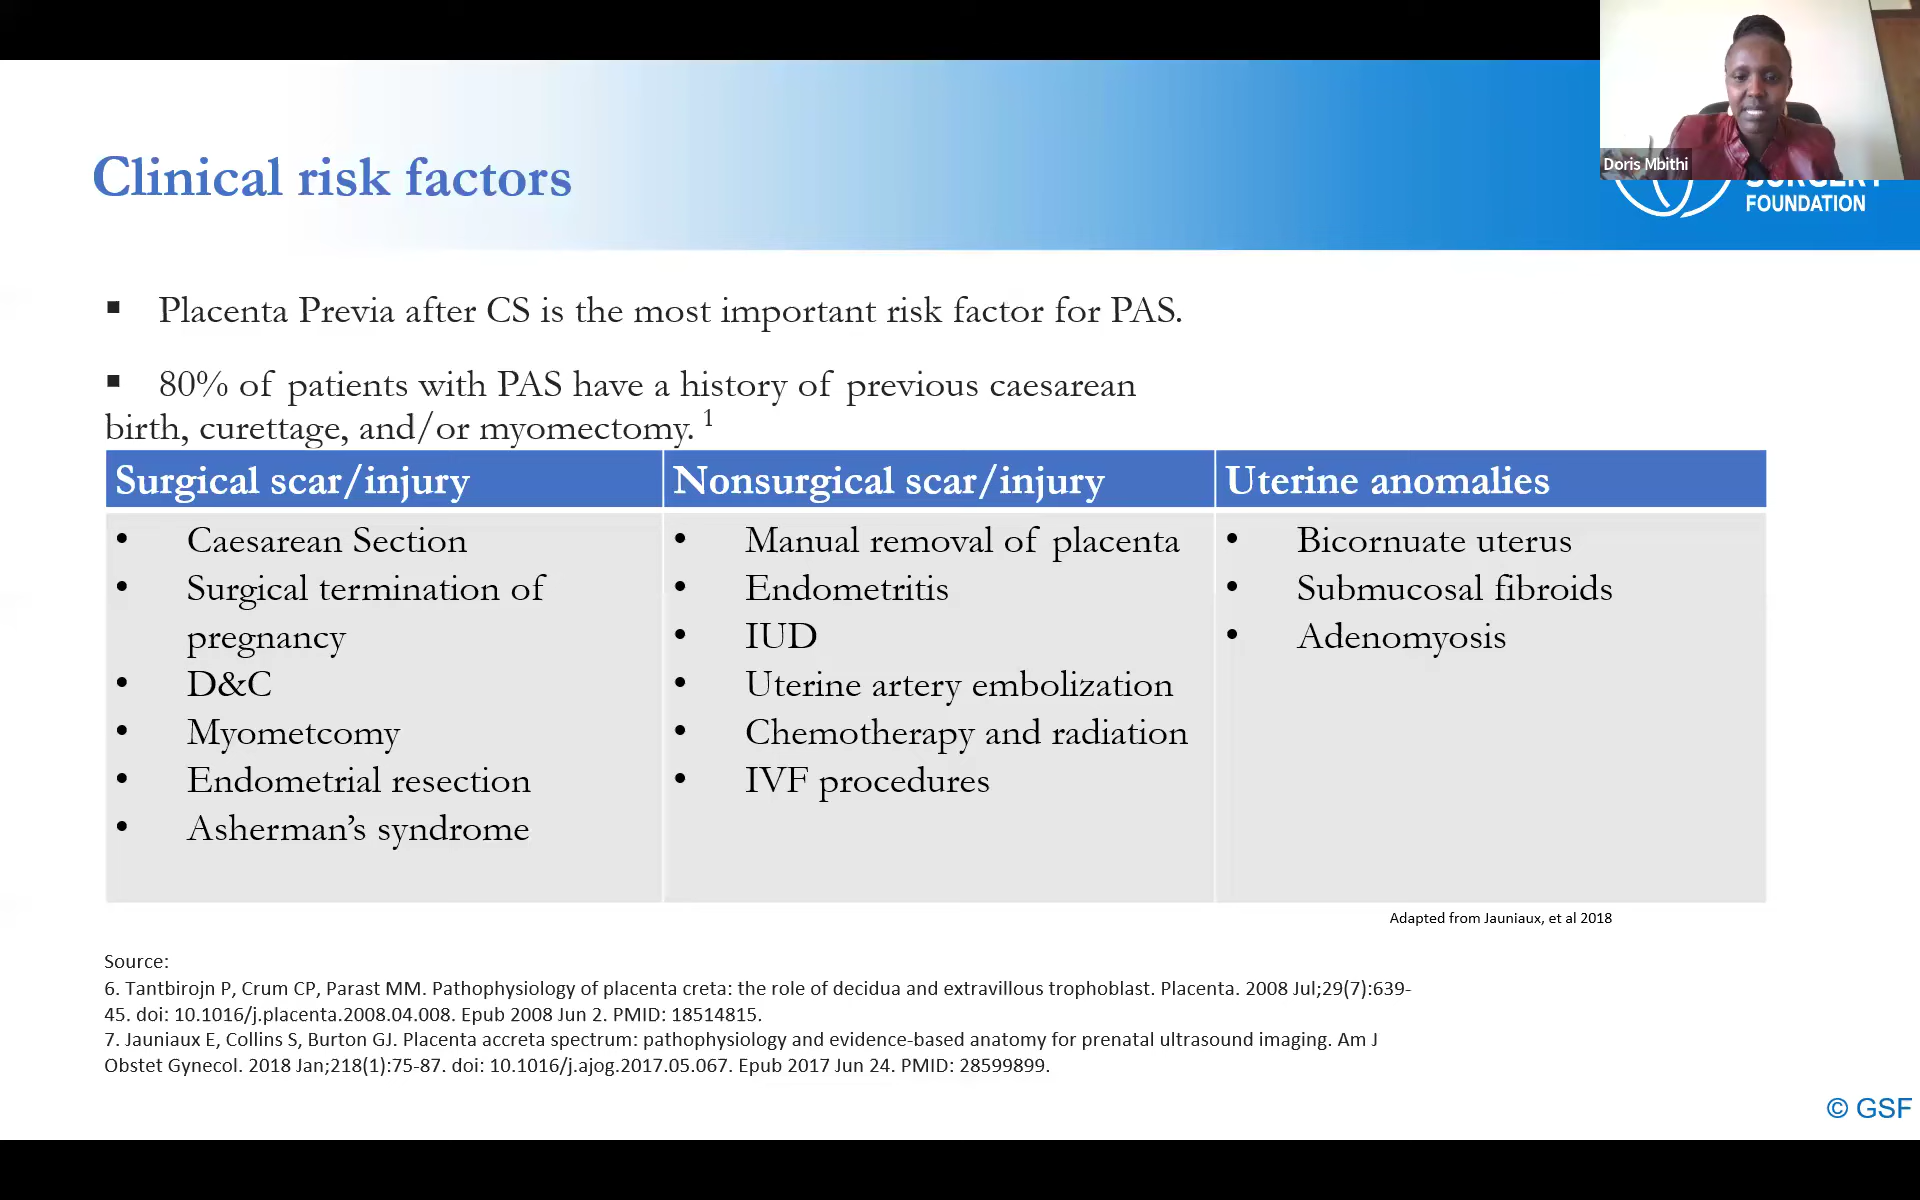 Doris Mbithi
FOUNDATION
Clinical risk factors
▪ Placenta Previa after CS is the most important risk factor for PAS.
▪ 80% of patients with PAS have a history of previous caesarean
birth, curettage, and/or myomectomy. 1
Surgical scar/injury
• Caesarean Section
• Surgical termination of
pregnancy
• D&C
• Myometcomy
• Endometrial resection
• Asherman’s syndrome
Nonsurgical scar/injury
• Manual removal of placenta
• Endometritis
• IUD
• Uterine artery embolization
• Chemotherapy and radiation
• IVF procedures
Uterine anomalies
• Bicornuate uterus
• Submucosal fibroids
• Adenomyosis
Adapted from Jauniaux, et al 2018
Source:
6. Tantbirojn P, Crum CP, Parast MM. Pathophysiology of placenta creta: the role of decidua and extravillous trophoblast. Placenta. 2008 Jul;29(7):639-
45. doi: 10.1016/j.placenta.2008.04.008. Epub 2008 Jun 2. PMID: 18514815.
7. Jauniaux E, Collins S, Burton GJ. Placenta accreta spectrum: pathophysiology and evidence-based anatomy for prenatal ultrasound imaging. Am J
Obstet Gynecol. 2018 Jan;218(1):75-87. doi: 10.1016/j.ajog.2017.05.067. Epub 2017 Jun 24. PMID: 28599899.
© GSF